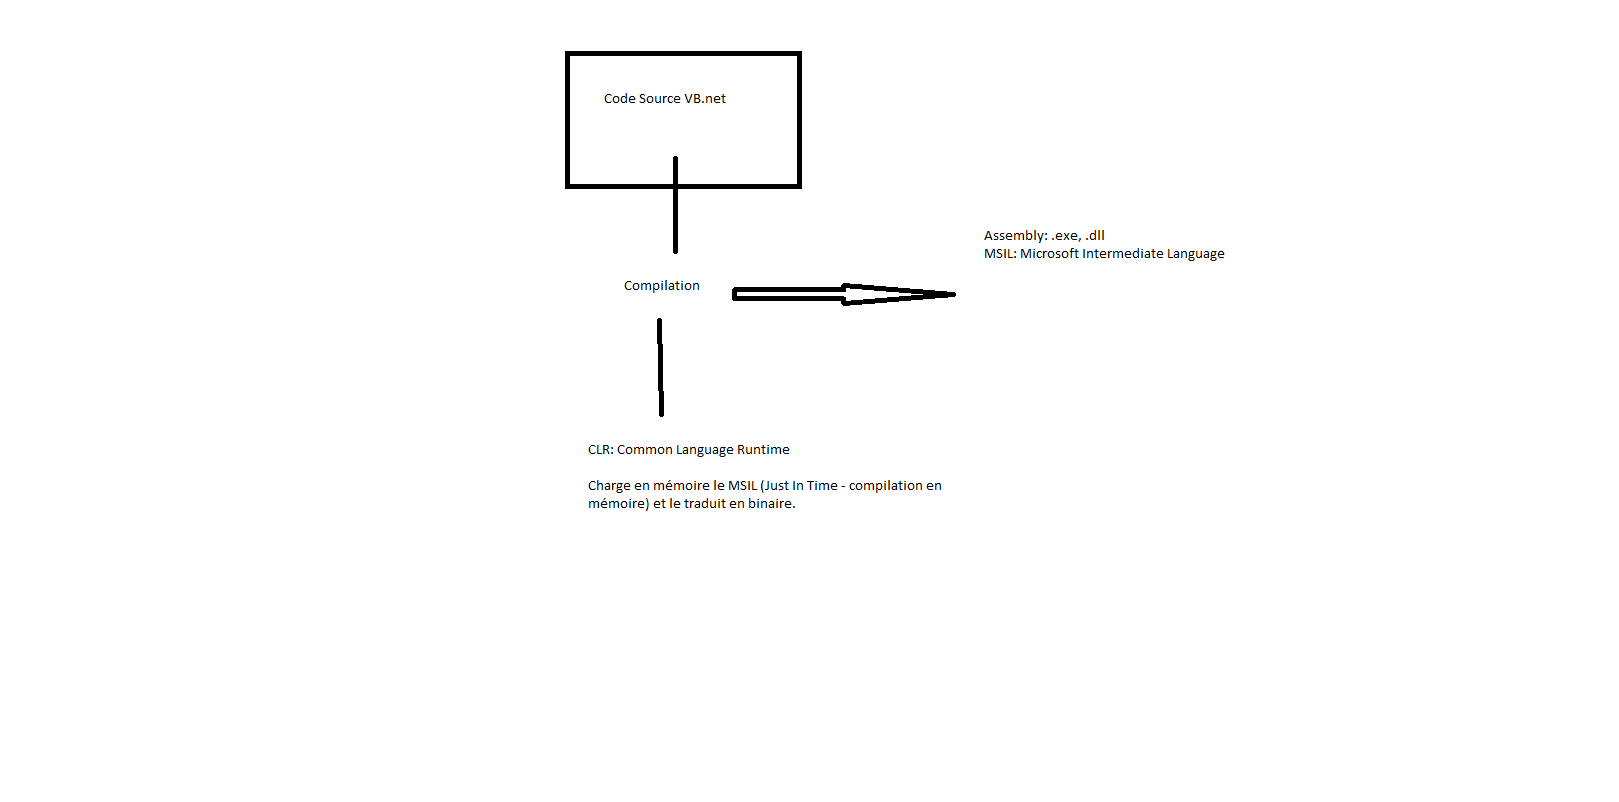 Code Source VB.net
Assembly: .exe, .dll
MSIL: Microsoft Intermediate Language
Compilation
CLR: Common Language Runtime
Charge en mémoire le MSIL (Just In Time - compilation en
mémoire) et le traduit en binaire.